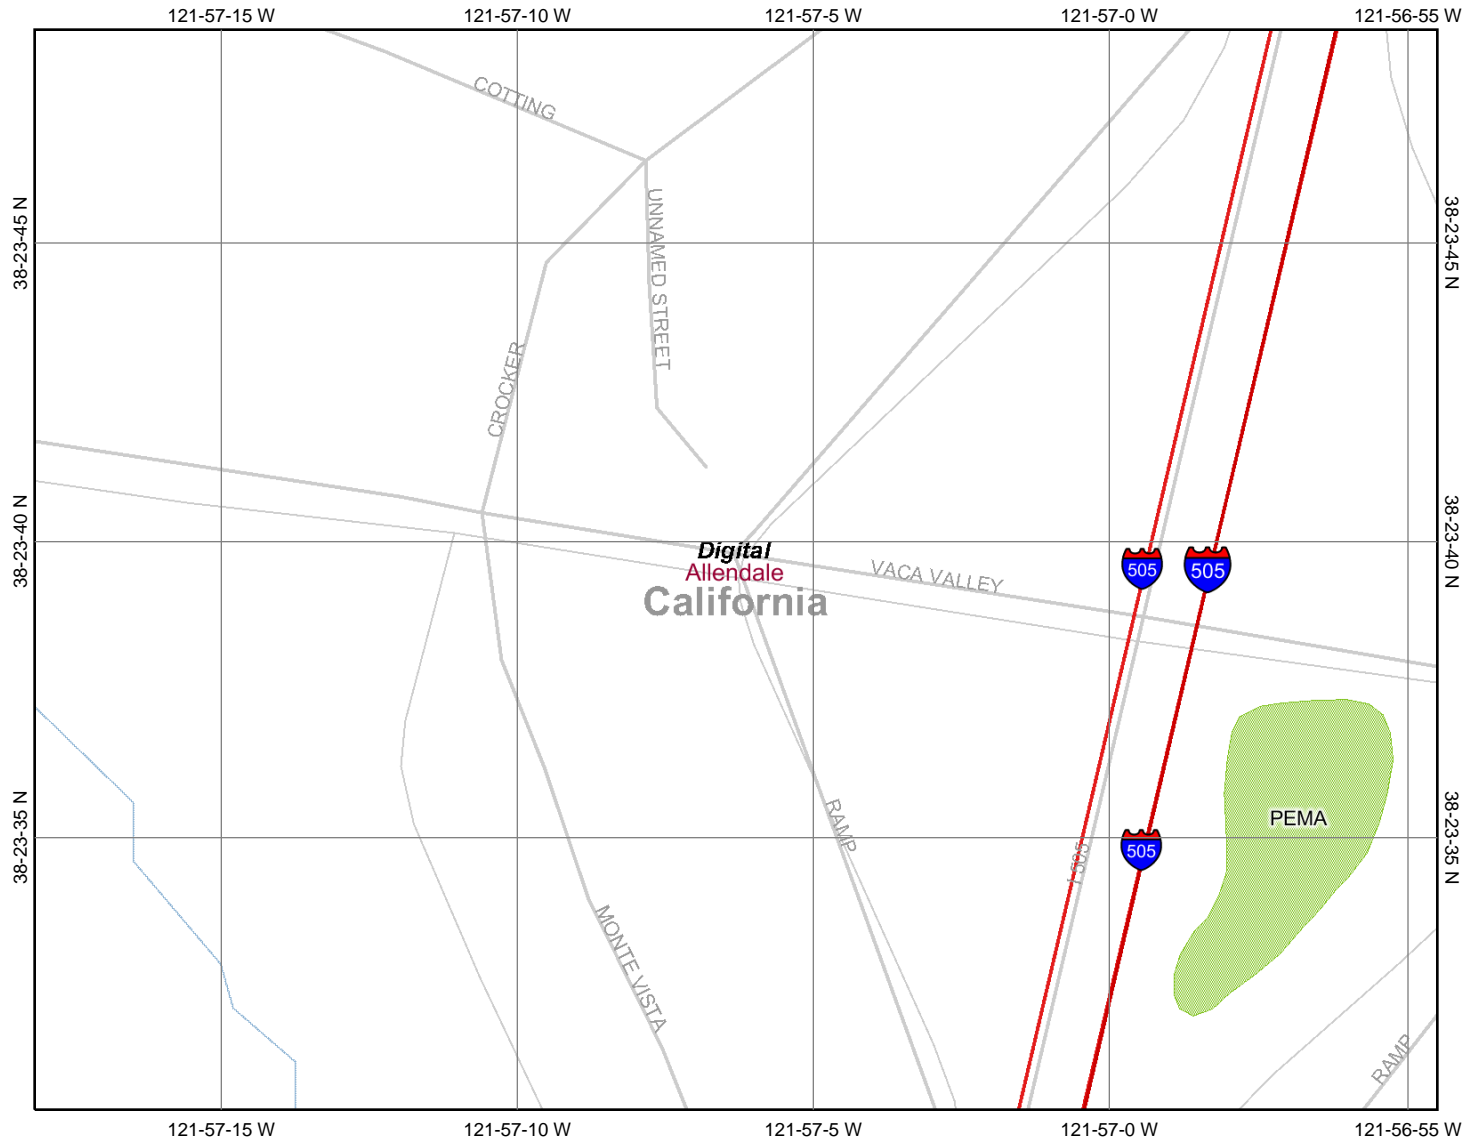 121-57-15 W
121-57-10 W
121-57-5 W
121-57-0 W
121-56-55 W
COTTING
UNNAMED STREET
38-23-45 N
38-23-45 N
CROCKER
38-23-40 N
Digital
Allendale
California
VACA VALLEY
505
505
38-23-40 N
38-23-35 N
RAMP
I 505
505
PEMA
38-23-35 N
MONTE VISTA
RAMP
121-57-15 W
121-57-10 W
121-57-5 W
121-57-0 W
121-56-55 W